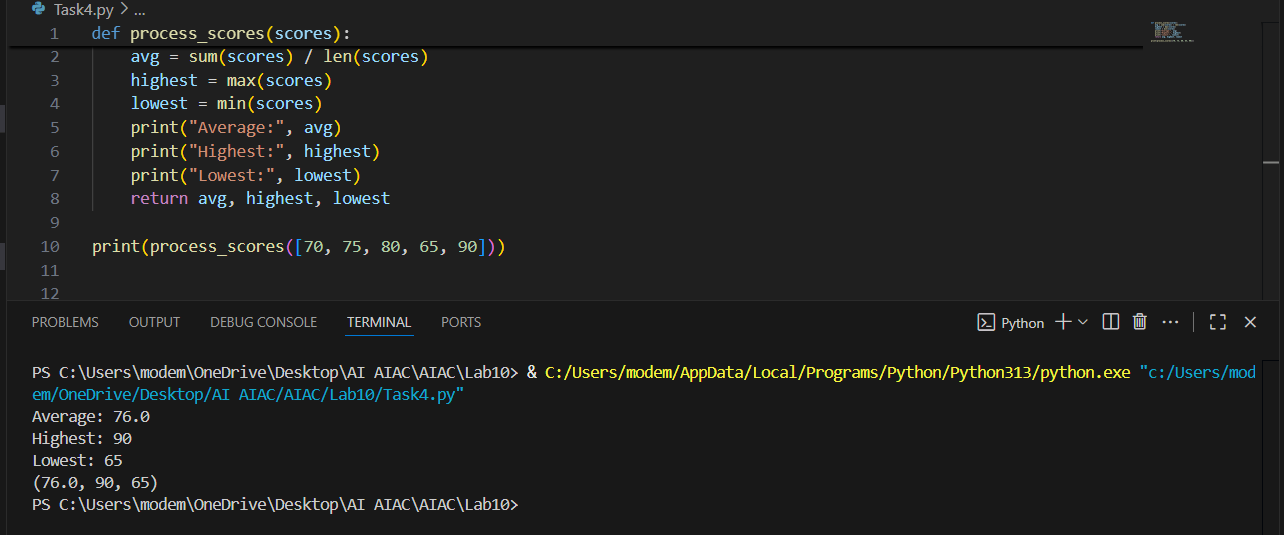 Task4.py > ...
1 def process_scores(scores):
2     avg = sum(scores) / len(scores)
3     highest = max(scores)
4     lowest = min(scores)
5     print("Average:", avg)
6     print("Highest:", highest)
7     print("Lowest:", lowest)
8     return avg, highest, lowest
9
10 print(process_scores([70, 75, 80, 65, 90]))
11
12
PROBLEMS OUTPUT DEBUG CONSOLE TERMINAL PORTS Python
PS C:\Users\modem\OneDrive\Desktop\AI AIAC\AIAC\Lab10> & C:/Users/modem/AppData/Local/Programs/Python/Python313/python.exe "c:/Users/mod
em/OneDrive/Desktop/AI AIAC/AIAC/Lab10/Task4.py"
Average: 76.0
Highest: 90
Lowest: 65
(76.0, 90, 65)
PS C:\Users\modem\OneDrive\Desktop\AI AIAC\AIAC\Lab10>